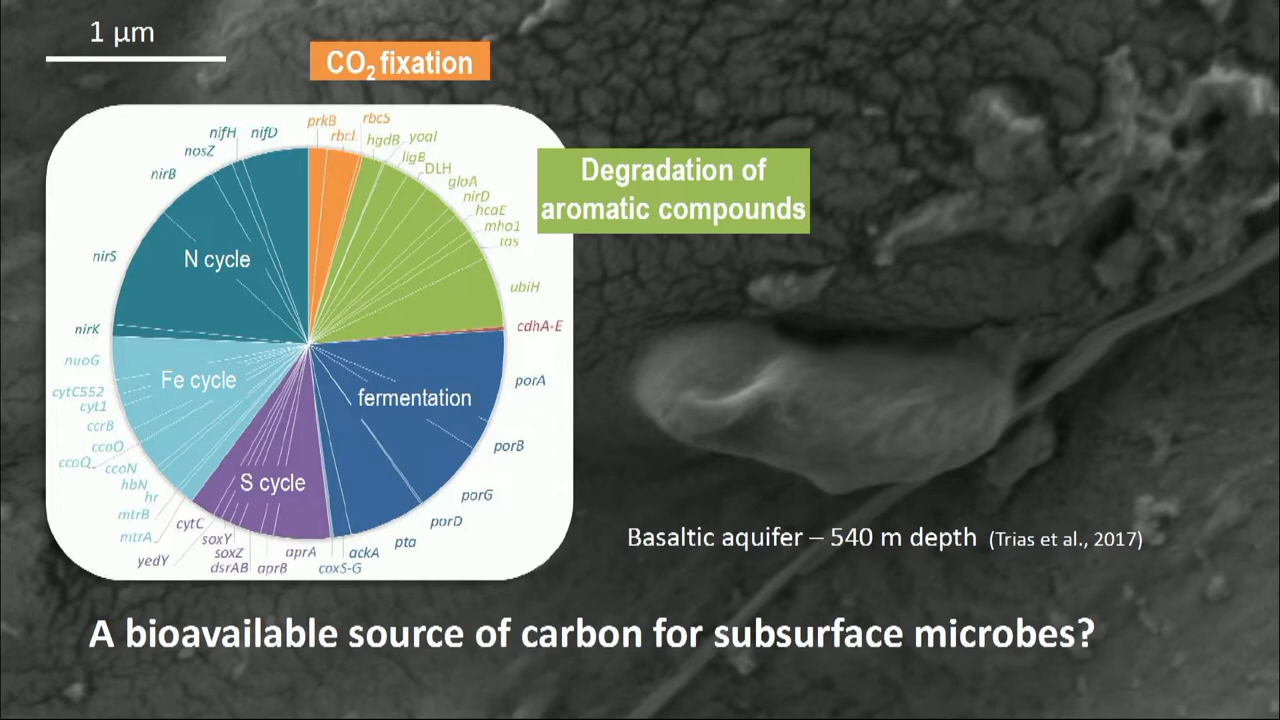 1 µm
CO₂ fixation
prkB
rbcS
rbcL
nifH
nifD
hgdB
yoaI
nosZ
ligB
DLH
nirB
gloA
nirD
hcaE
mho1
tas
Degradation of
aromatic compounds
N cycle
nirS
ubiH
nirK
cdhA-E
nuoG
Fe cycle
porA
cytC552
cyt1
fermentation
ccrB
ccoO
porB
ccoQ
ccoN
hbN
hr
S cycle
porG
mtrB
porD
mtrA
cytC
soxY
yedY
soxZ
dsrAB
aprB
aprA
coxS-G
ackA
pta
Basaltic aquifer – 540 m depth (Trias et al., 2017)
A bioavailable source of carbon for subsurface microbes?